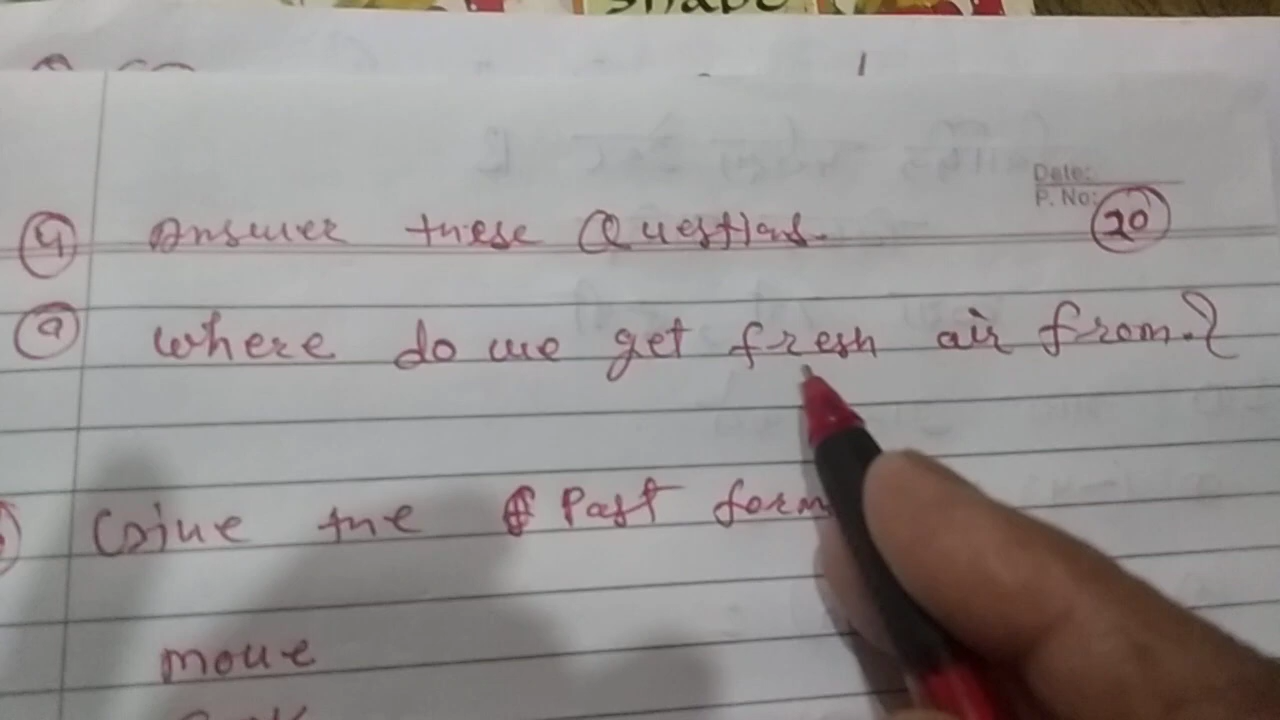 shape
Date:
P. No:
④ Answer these Questions. 20
ⓐ where do we get fresh air from?
Give the Past form
move